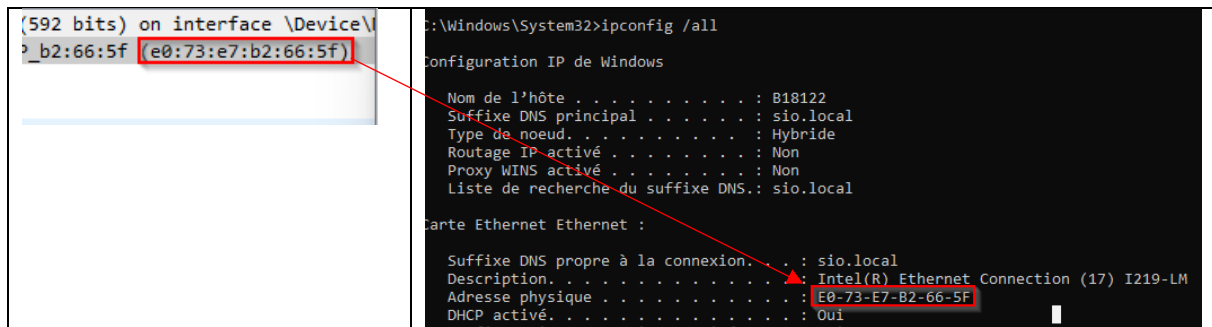 (592 bits) on interface \Device\
P_b2:66:5f (e0:73:e7:b2:66:5f)
C:\Windows\System32>ipconfig /all
Configuration IP de Windows
Nom de l’hôte . . . . . . . . . . : B18122
Suffixe DNS principal . . . . . . : sio.local
Type de noeud. . . . . . . . . . : Hybride
Routage IP activé . . . . . . . . : Non
Proxy WINS activé . . . . . . . . : Non
Liste de recherche du suffixe DNS.: sio.local
Carte Ethernet Ethernet :
Suffixe DNS propre à la connexion. . . : sio.local
Description. . . . . . . . . . . . . . : Intel(R) Ethernet Connection (17) I219-LM
Adresse physique . . . . . . . . . . . : E0-73-E7-B2-66-5F
DHCP activé. . . . . . . . . . . . . . : Oui